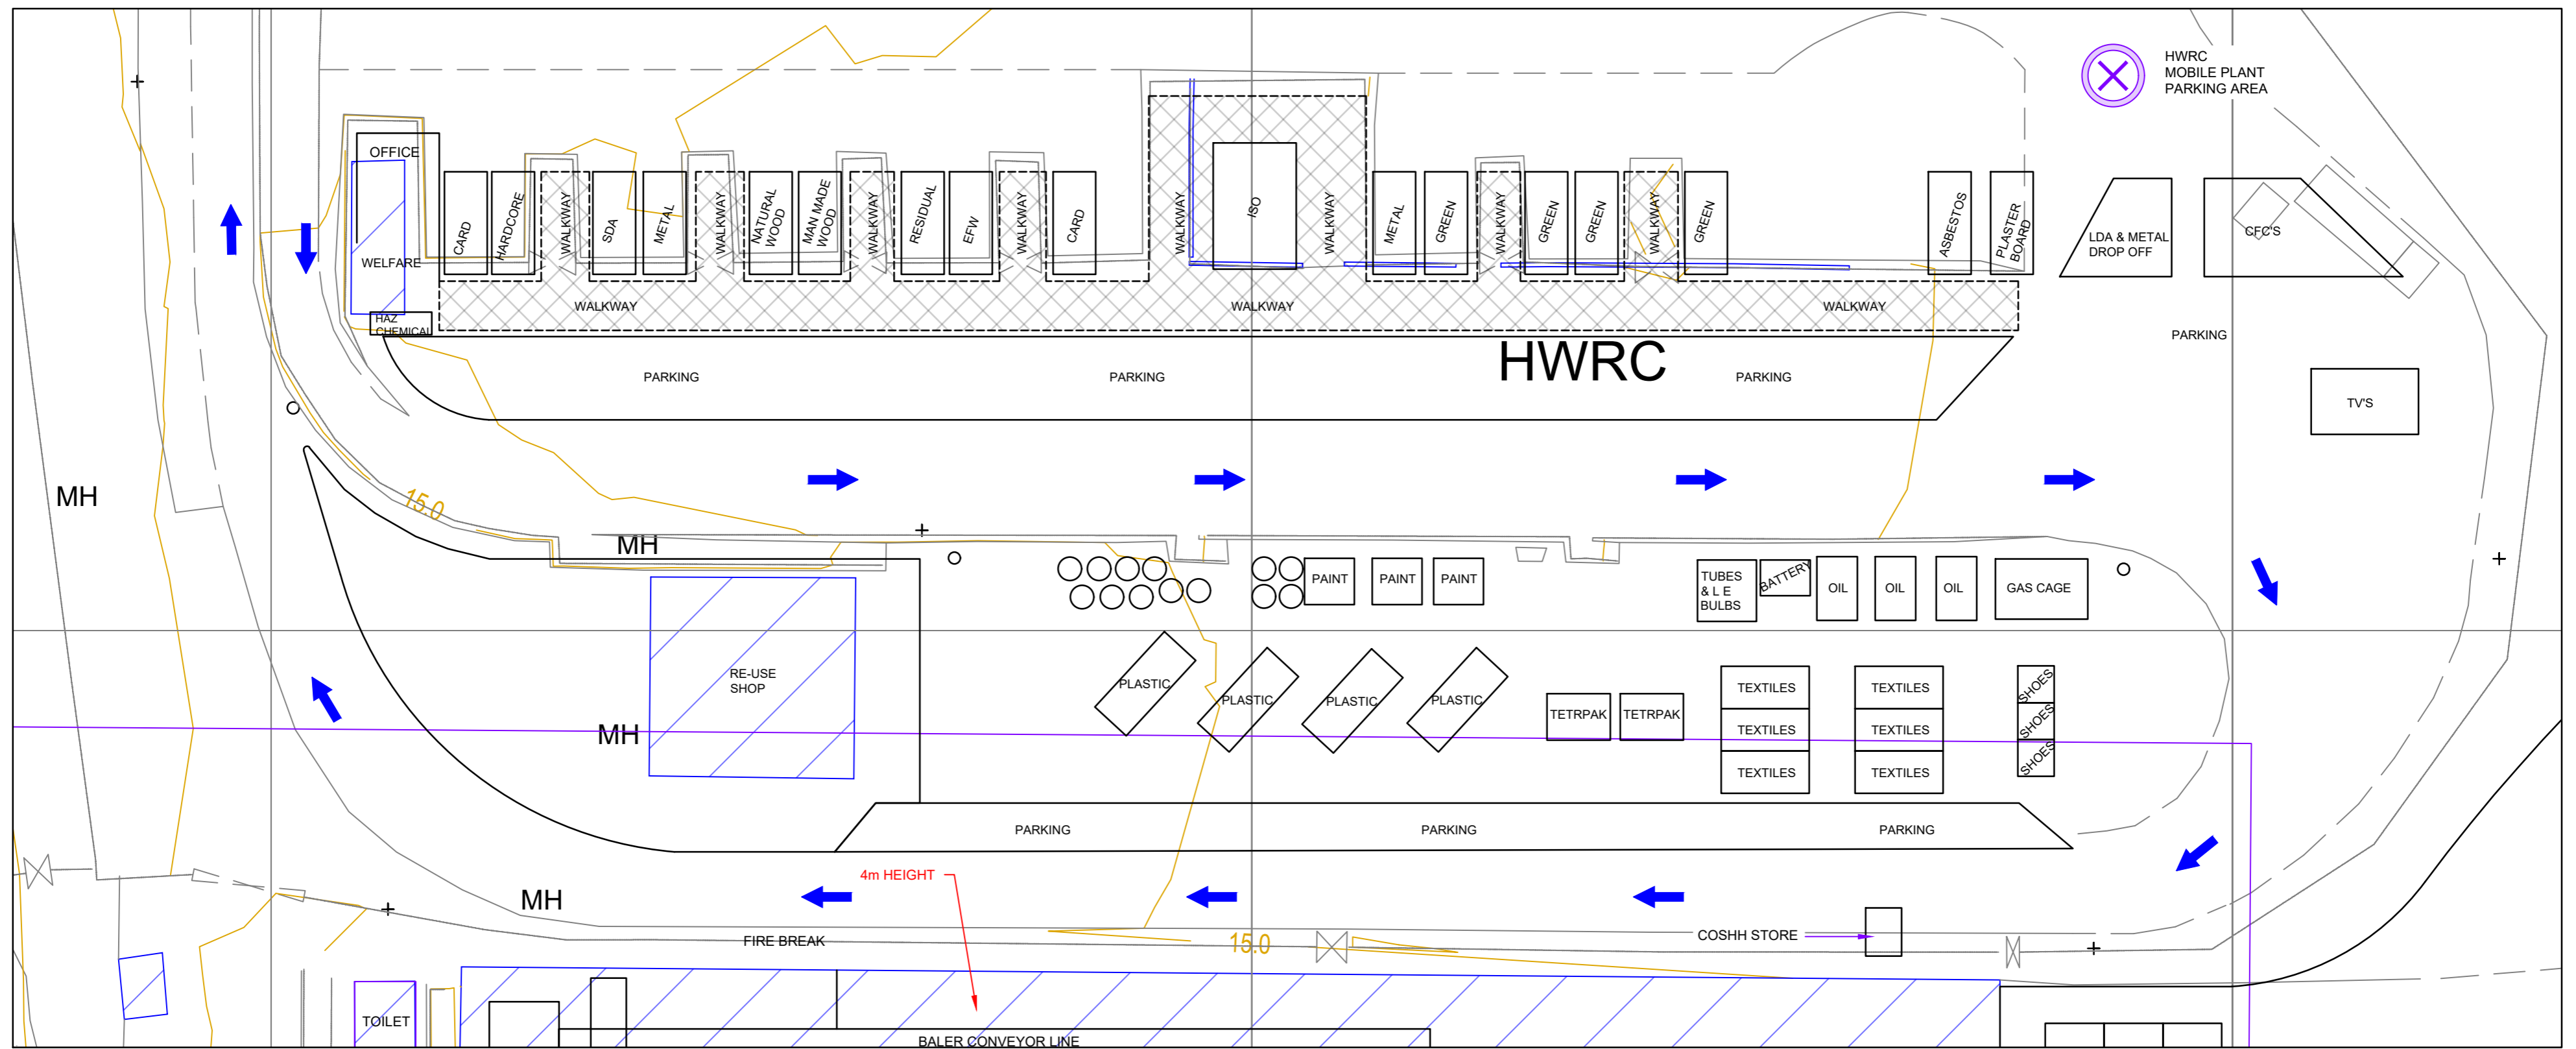 HWRC
MOBILE PLANT
PARKING AREA
OFFICE
WELFARE
HAZ
CHEMICAL
CARD
HARDCORE
WALKWAY
SDA
METAL
WALKWAY
NATURAL
WOOD
MAN MADE
WOOD
WALKWAY
RESIDUAL
EFW
WALKWAY
CARD
WALKWAY
ISO
WALKWAY
METAL
GREEN
WALKWAY
GREEN
GREEN
WALKWAY
GREEN
ASBESTOS
PLASTER
BOARD
LDA & METAL
DROP OFF
CFC'S
WALKWAY
WALKWAY
WALKWAY
PARKING
HWRC
PARKING
PARKING
PARKING
TV'S
MH
15.0
MH
PAINT
PAINT
PAINT
TUBES
& L E
BULBS
BATTERY
OIL
OIL
OIL
GAS CAGE
RE-USE
SHOP
MH
PLASTIC
PLASTIC
PLASTIC
PLASTIC
TETRPAK
TETRPAK
TEXTILES
TEXTILES
SHOES
TEXTILES
TEXTILES
SHOES
TEXTILES
TEXTILES
SHOES
PARKING
PARKING
PARKING
4m HEIGHT
MH
FIRE BREAK
15.0
COSHH STORE
TOILET
BALER CONVEYOR LINE